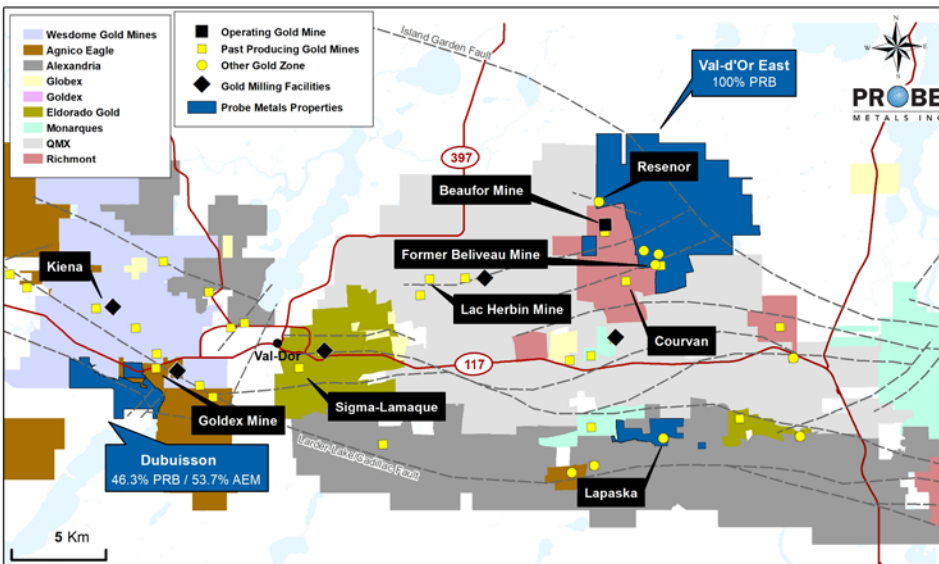 Wesdome Gold Mines
Agnico Eagle
Alexandria
Globex
Goldex
Eldorado Gold
Monarques
QMX
Richmont
Operating Gold Mine
Past Producing Gold Mines
Other Gold Zone
Gold Milling Facilities
Probe Metals Properties
Island Garden Fault
Val-d'Or East
100% PRB
N
W
E
S
PROBE
METALS INC
397
Resenor
Beaufor Mine
Former Beliveau Mine
Kiena
Lac Herbin Mine
Courvan
Val-Dor
117
Sigma-Lamaque
Goldex Mine
Larder-Lake/Cadillac Fault
Dubuisson
46.3% PRB / 53.7% AEM
Lapaska
5 Km